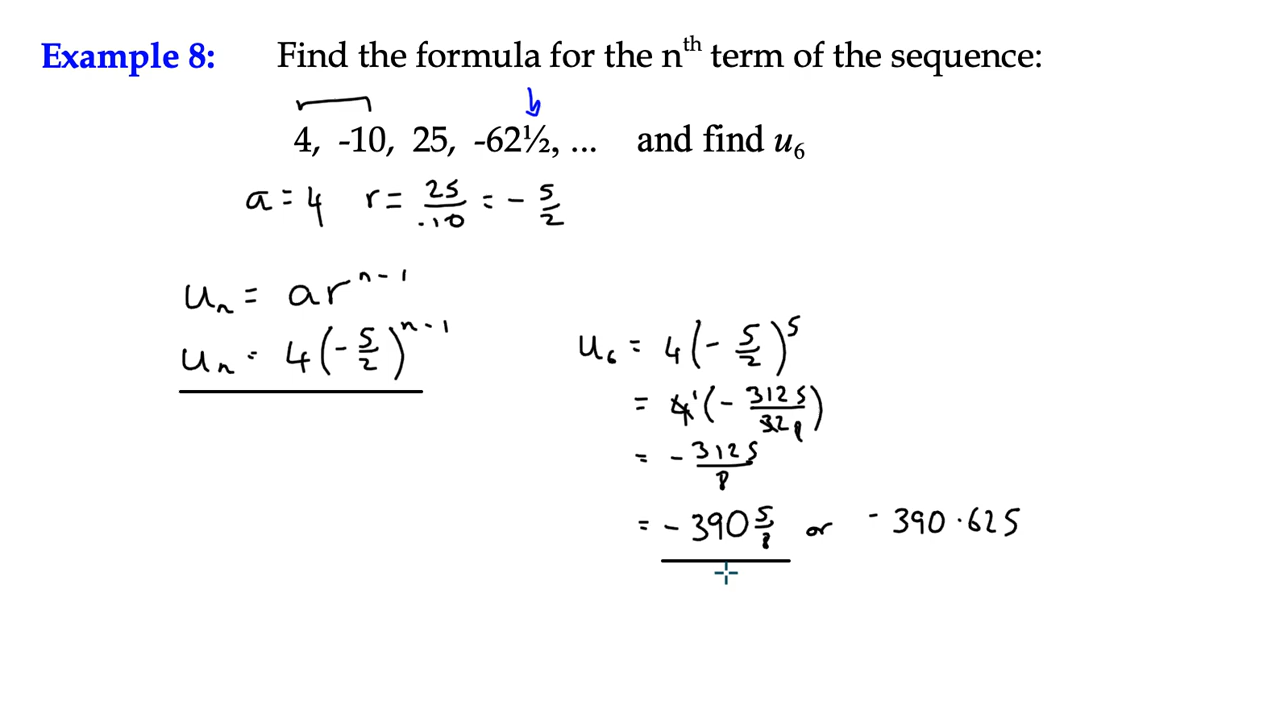 Example 8: Find the formula for the nth term of the sequence:
4, -10, 25, -62½, ... and find u6
a = 4 r = 25/-10 = - 5/2
un = ar^(n-1)
un = 4(- 5/2)^(n-1)
u6 = 4(- 5/2)^5
= 4 1 (- 3125/32 8)
= - 3125/8
= - 390 5/8 or - 390.625